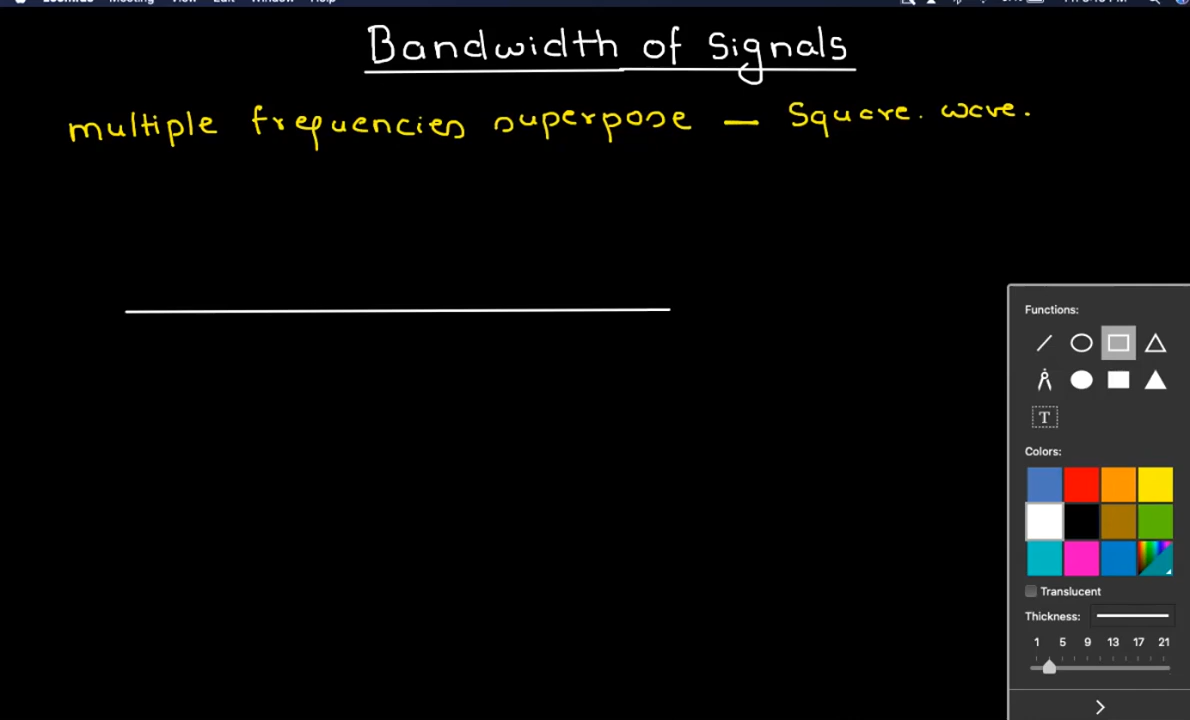 Bandwidth of Signals
multiple frequencies superpose — Square. wave.
Functions:
T
Colors:
Translucent
Thickness:
1 5 9 13 17 21